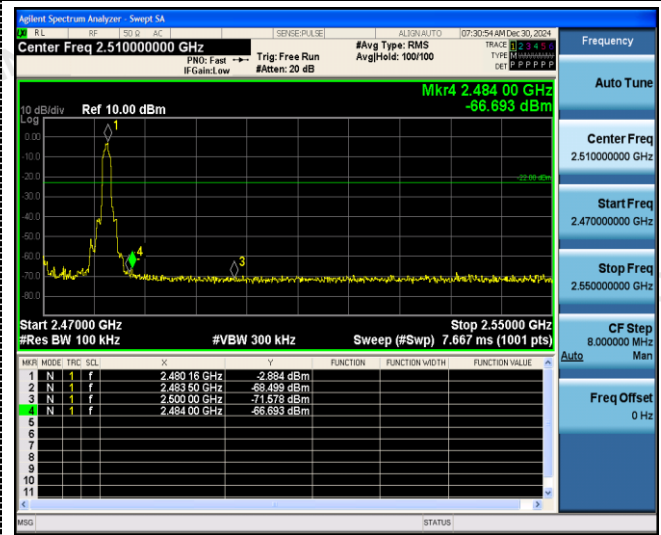 Agilent Spectrum Analyzer - Swept SA
RL RF 50 Ω AC SENSE:PULSE ALIGNAUTO 07:30:54 AM Dec 30, 2024
Center Freq 2.510000000 GHz
PNO: Fast
IFGain:Low
Trig: Free Run
#Atten: 20 dB
#Avg Type: RMS
Avg|Hold: 100/100
TRACE 1 2 3 4 5 6
TYPE M
DET P P P P P P
Mkr4 2.484 00 GHz
-66.693 dBm
10 dB/div Ref 10.00 dBm
Log
0.00
-10.0
-20.0
-30.0
-40.0
-50.0
-60.0
-70.0
-80.0
1
-22.88 dBm
4
3
Start 2.47000 GHz Stop 2.55000 GHz
#Res BW 100 kHz #VBW 300 kHz Sweep (#Swp) 7.667 ms (1001 pts)
MKR MODE TRC SCL X Y FUNCTION FUNCTION WIDTH FUNCTION VALUE
1 N 1 f 2.480 16 GHz -2.884 dBm
2 N 1 f 2.483 50 GHz -68.499 dBm
3 N 1 f 2.500 00 GHz -71.578 dBm
4 N 1 f 2.484 00 GHz -66.693 dBm
5
6
7
8
9
10
11
MSG STATUS
Frequency
Auto Tune
Center Freq
2.510000000 GHz
Start Freq
2.470000000 GHz
Stop Freq
2.550000000 GHz
CF Step
8.000000 MHz
Auto Man
Freq Offset
0 Hz